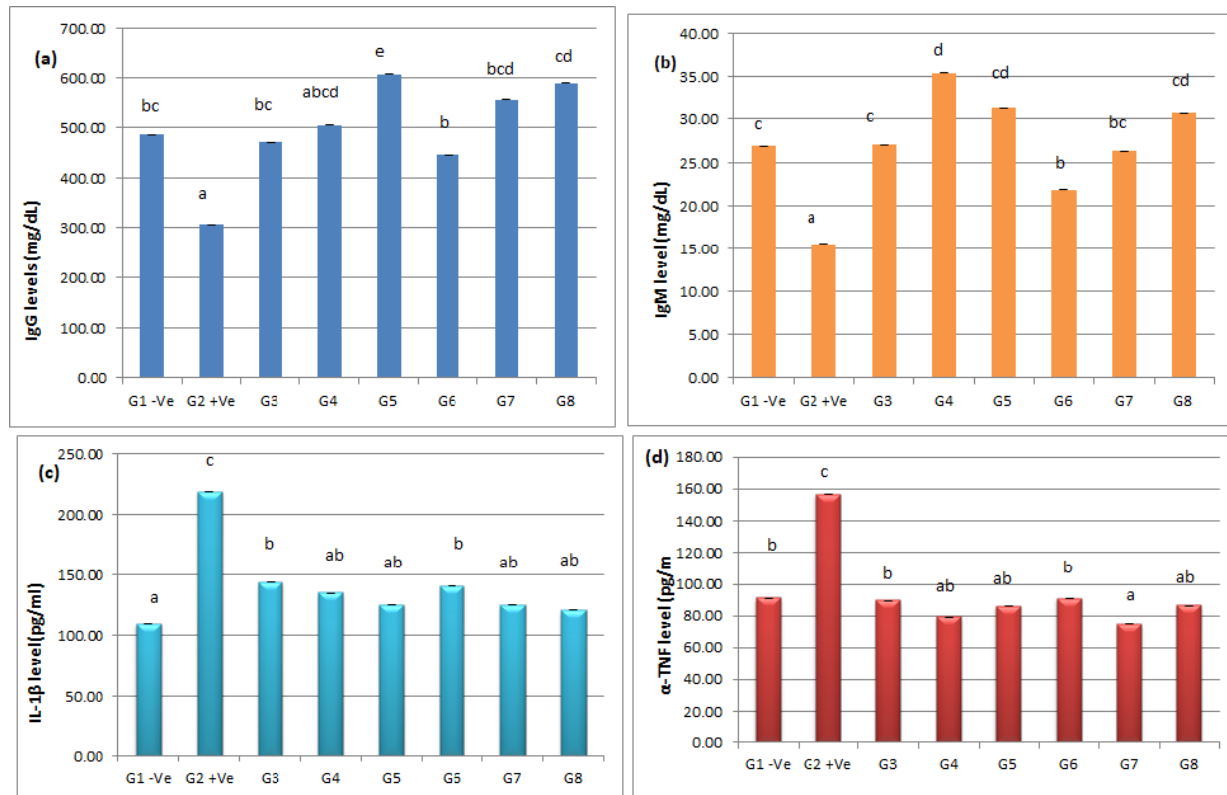 (a)
IgG levels (mg/dL)
700.00
600.00
500.00
400.00
300.00
200.00
100.00
0.00
bc
a
bc
abcd
e
b
bcd
cd
G1 -Ve G2 +Ve G3 G4 G5 G6 G7 G8
(b)
IgM level (mg/dL)
40.00
35.00
30.00
25.00
20.00
15.00
10.00
5.00
0.00
c
a
c
d
cd
b
bc
cd
G1 -Ve G2 +Ve G3 G4 G5 G6 G7 G8
(c)
IL-1β level(pg/ml)
250.00
200.00
150.00
100.00
50.00
0.00
a
c
b
ab
ab
b
ab
ab
G1 -Ve G2 +Ve G3 G4 G5 G5 G7 G8
(d)
α-TNF level (pg/m
180.00
160.00
140.00
120.00
100.00
80.00
60.00
40.00
20.00
0.00
b
c
b
ab
ab
b
a
ab
G1 -Ve G2 +Ve G3 G4 G5 G6 G7 G8